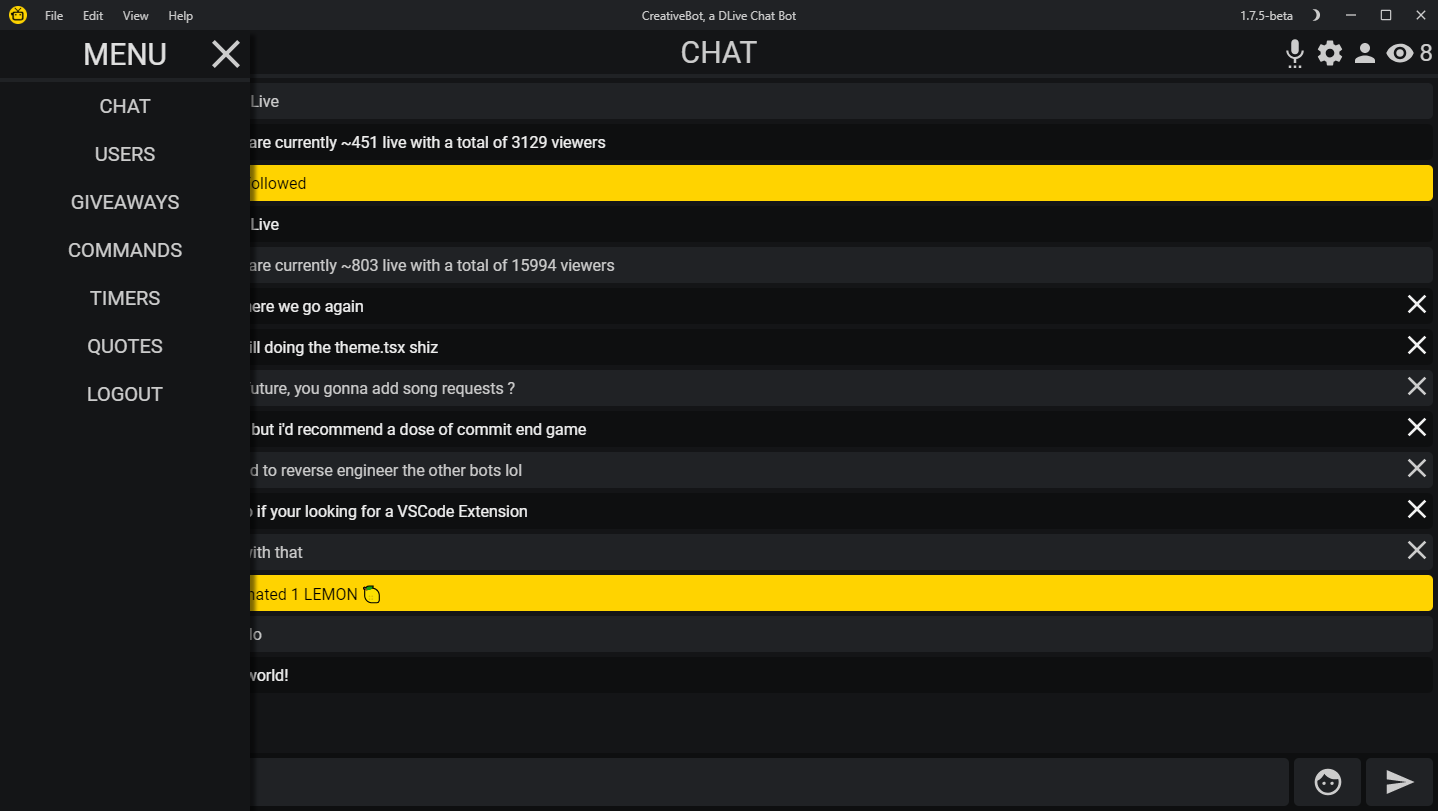 File Edit View Help CreativeBot, a DLive Chat Bot 1.7.5-beta
MENU CHAT 8
CHAT
USERS
GIVEAWAYS
COMMANDS
TIMERS
QUOTES
LOGOUT
Live
are currently ~451 live with a total of 3129 viewers
ollowed
Live
are currently ~803 live with a total of 15994 viewers
ere we go again
ill doing the theme.tsx shiz
uture, you gonna add song requests ?
but i'd recommend a dose of commit end game
d to reverse engineer the other bots lol
if your looking for a VSCode Extension
ith that
nated 1 LEMON
lo
world!